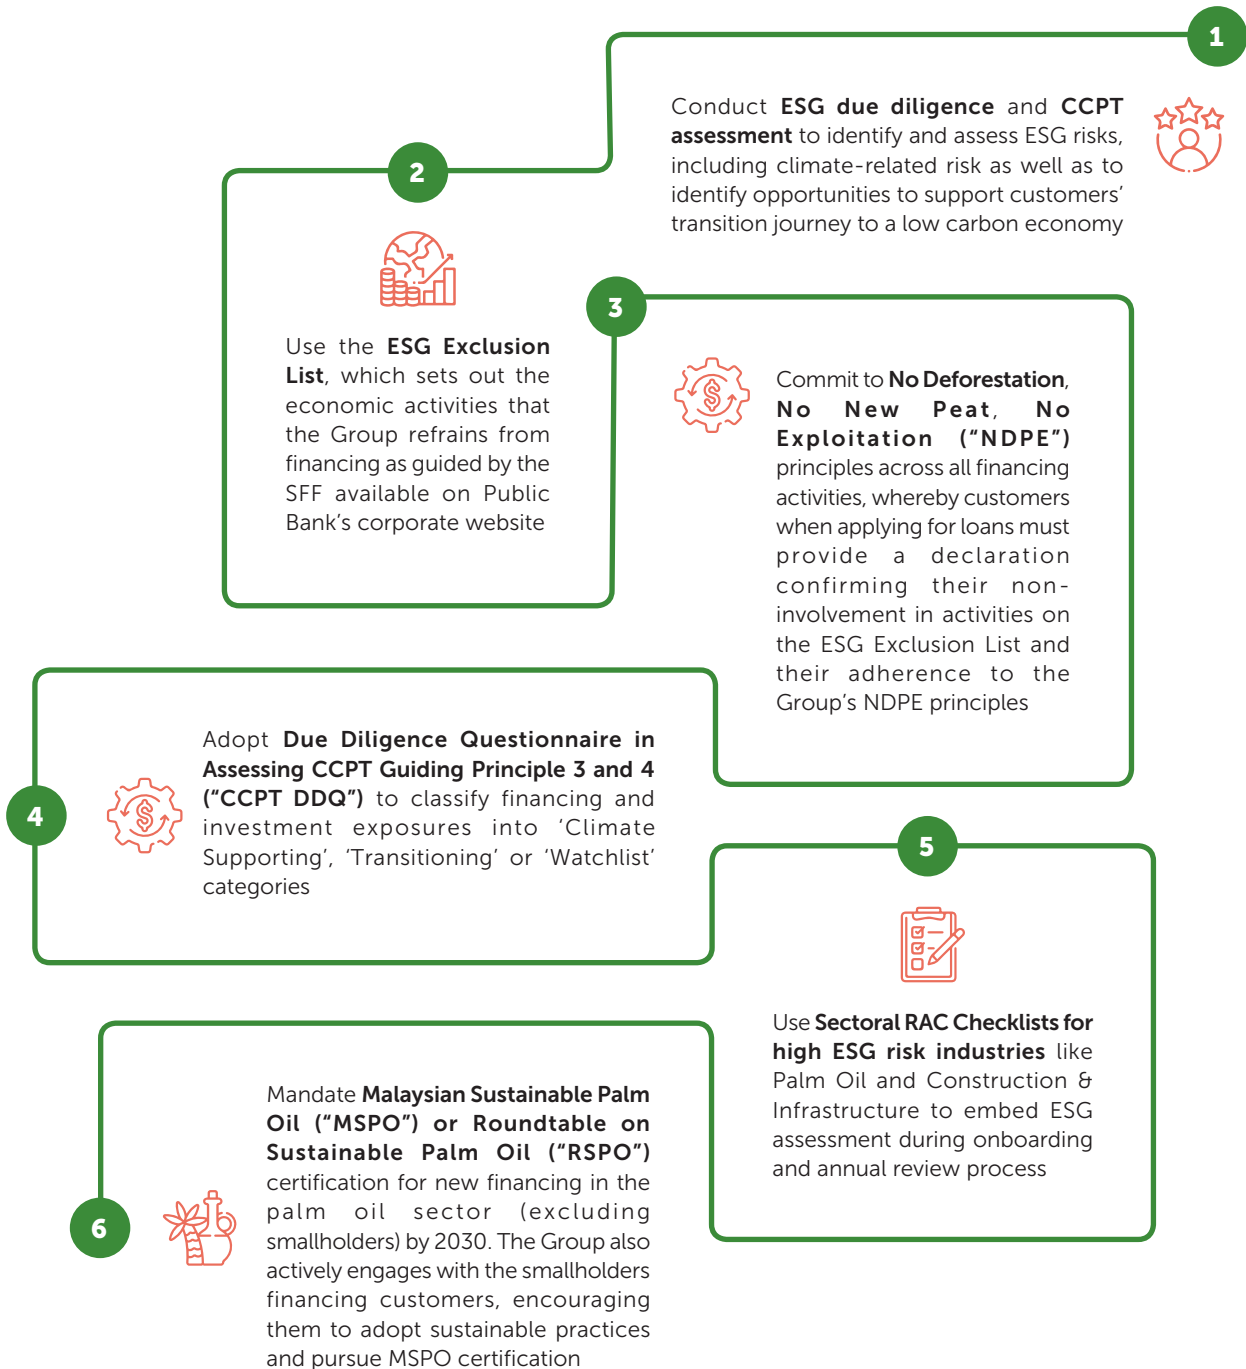 1
Conduct ESG due diligence and CCPT
assessment to identify and assess ESG risks,
including climate-related risk as well as to
identify opportunities to support customers’
transition journey to a low carbon economy
2
Use the ESG Exclusion
List, which sets out the
economic activities that
the Group refrains from
financing as guided by the
SFF available on Public
Bank’s corporate website
3
Commit to No Deforestation,
No New Peat, No
Exploitation (“NDPE”)
principles across all financing
activities, whereby customers
when applying for loans must
provide a declaration
confirming their non-
involvement in activities on
the ESG Exclusion List and
their adherence to the
Group’s NDPE principles
4
Adopt Due Diligence Questionnaire in
Assessing CCPT Guiding Principle 3 and 4
(“CCPT DDQ”) to classify financing and
investment exposures into ‘Climate
Supporting’, ‘Transitioning’ or ‘Watchlist’
categories
5
Use Sectoral RAC Checklists for
high ESG risk industries like
Palm Oil and Construction &
Infrastructure to embed ESG
assessment during onboarding
and annual review process
6
Mandate Malaysian Sustainable Palm
Oil (“MSPO”) or Roundtable on
Sustainable Palm Oil (“RSPO”)
certification for new financing in the
palm oil sector (excluding
smallholders) by 2030. The Group also
actively engages with the smallholders
financing customers, encouraging
them to adopt sustainable practices
and pursue MSPO certification